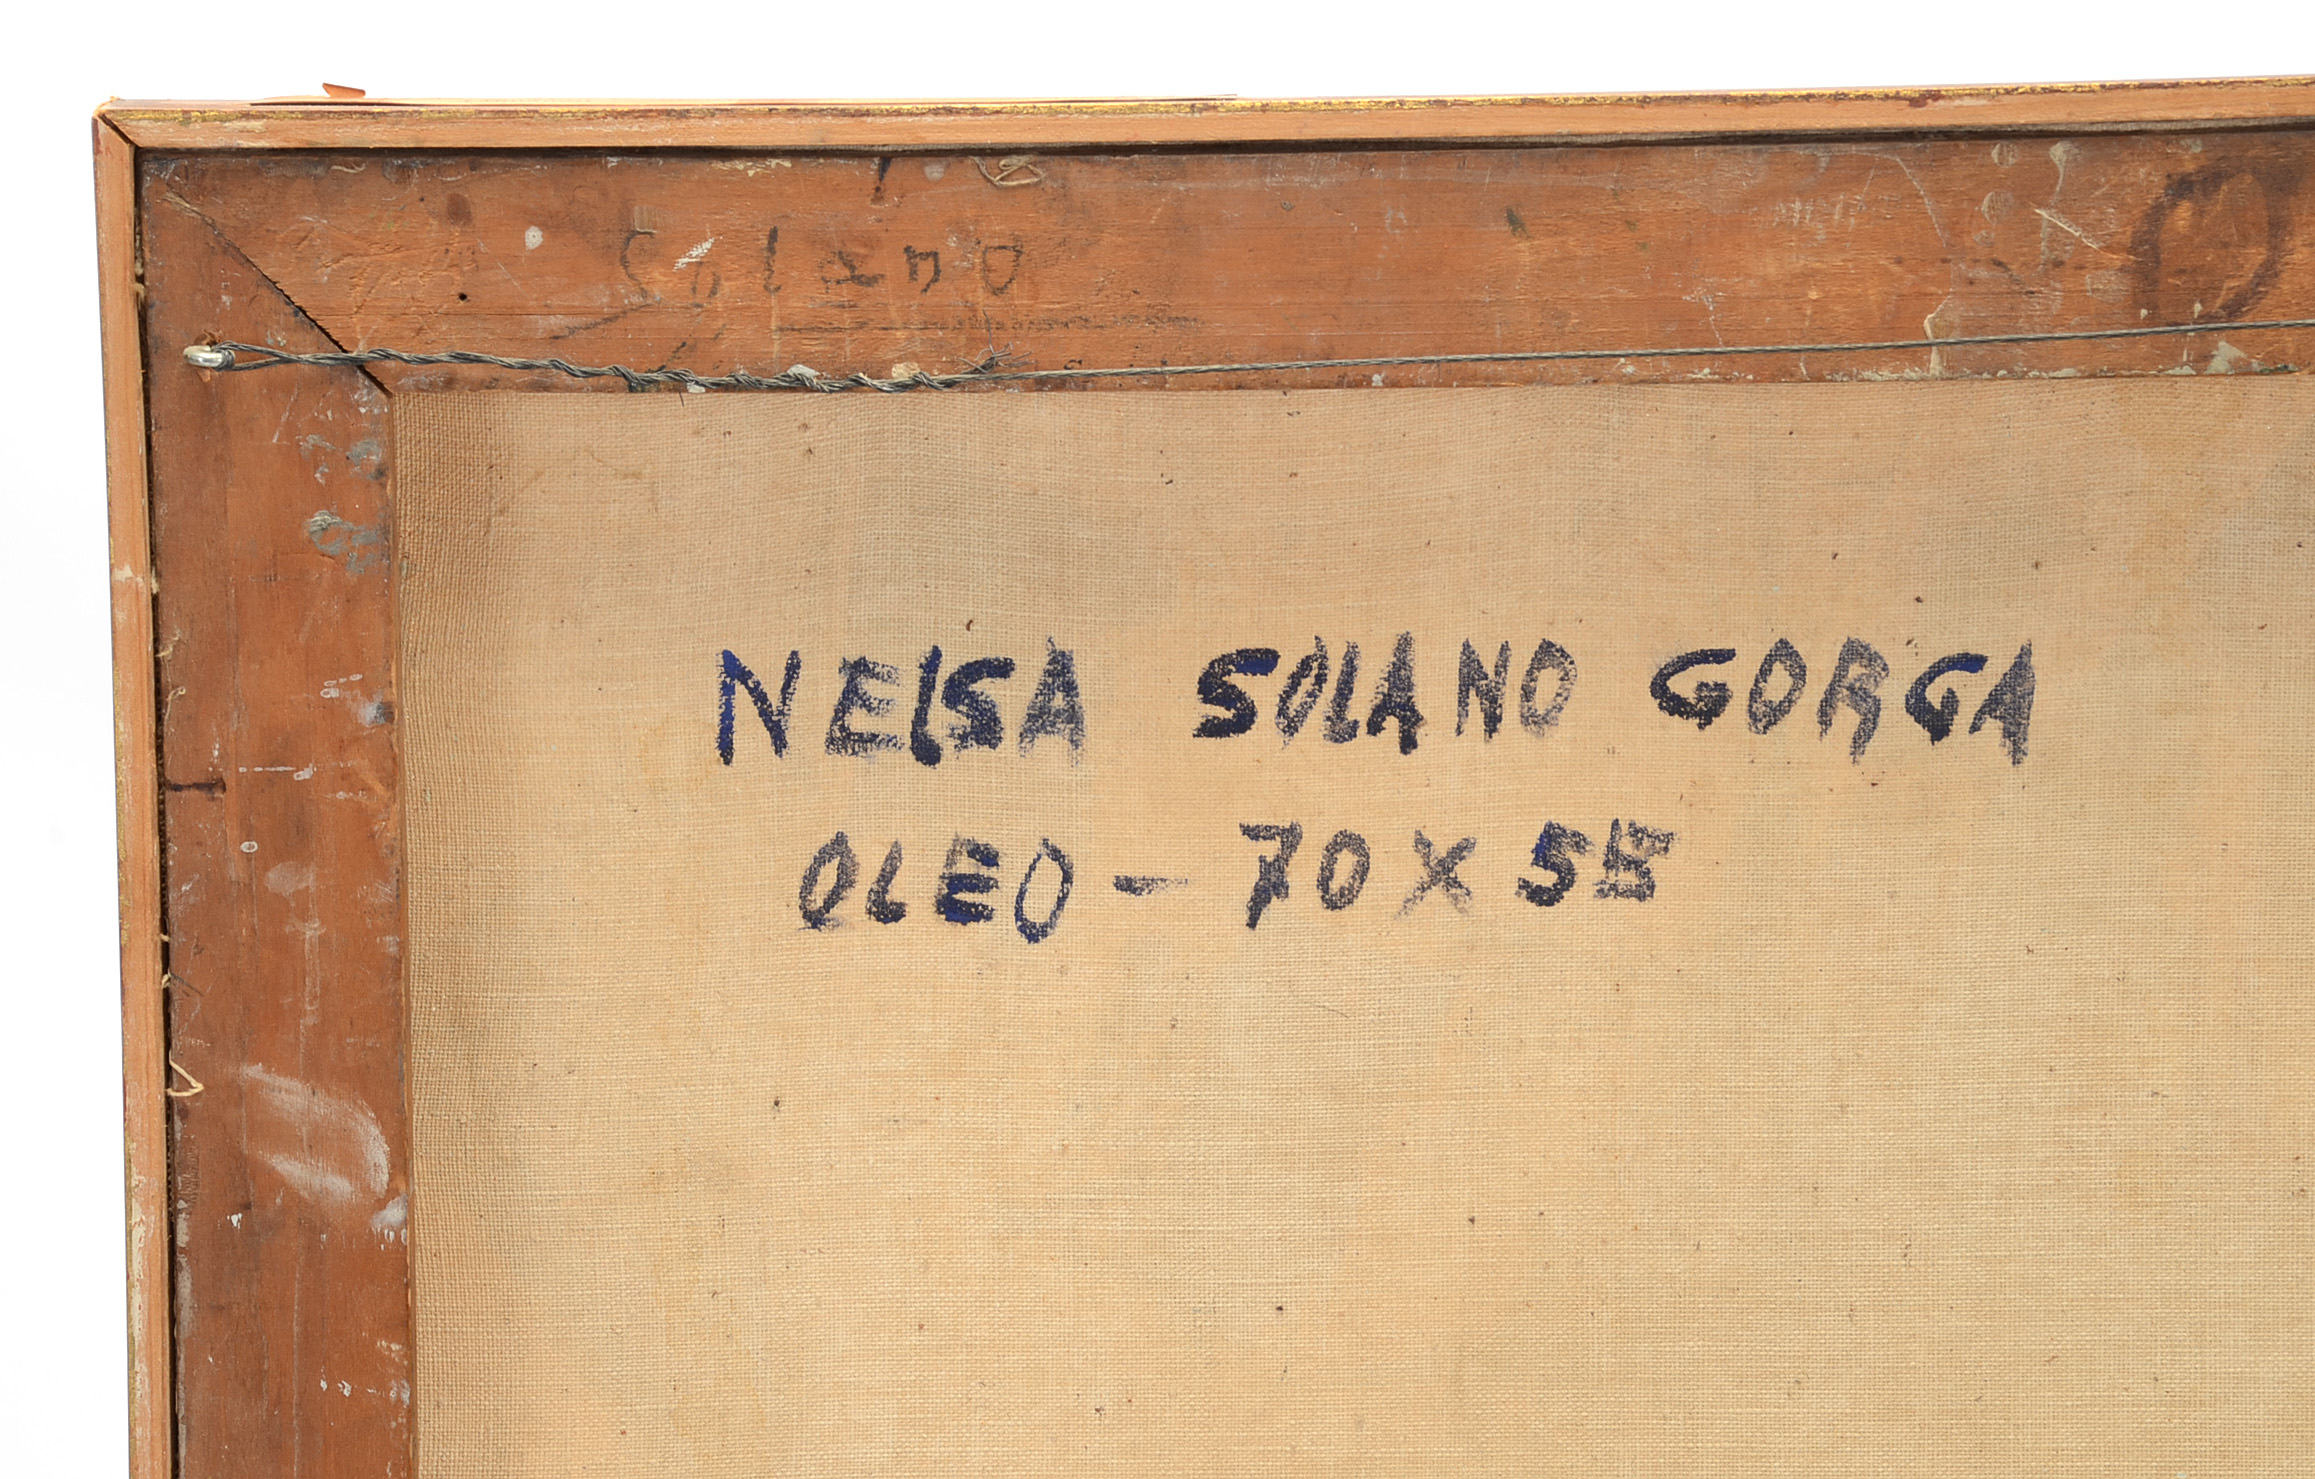 Solano
NELSA SOLANO GORGA
OLEO - 70 X 55